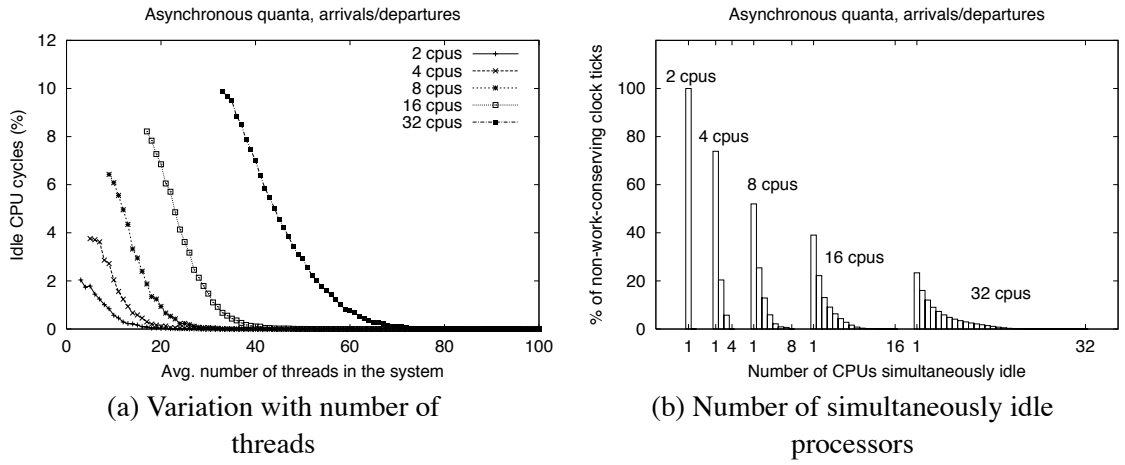 Asynchronous quanta, arrivals/departures
12
10
8
6
4
2
0
Idle CPU cycles (%)
2 cpus
4 cpus
8 cpus
16 cpus
32 cpus
0 20 40 60 80 100
Avg. number of threads in the system
(a) Variation with number of
threads
Asynchronous quanta, arrivals/departures
100
80
60
40
20
0
% of non-work-conserving clock ticks
2 cpus
4 cpus
8 cpus
16 cpus
32 cpus
1 1 4 1 8 1 16 1 32
Number of CPUs simultaneously idle
(b) Number of simultaneously idle
processors